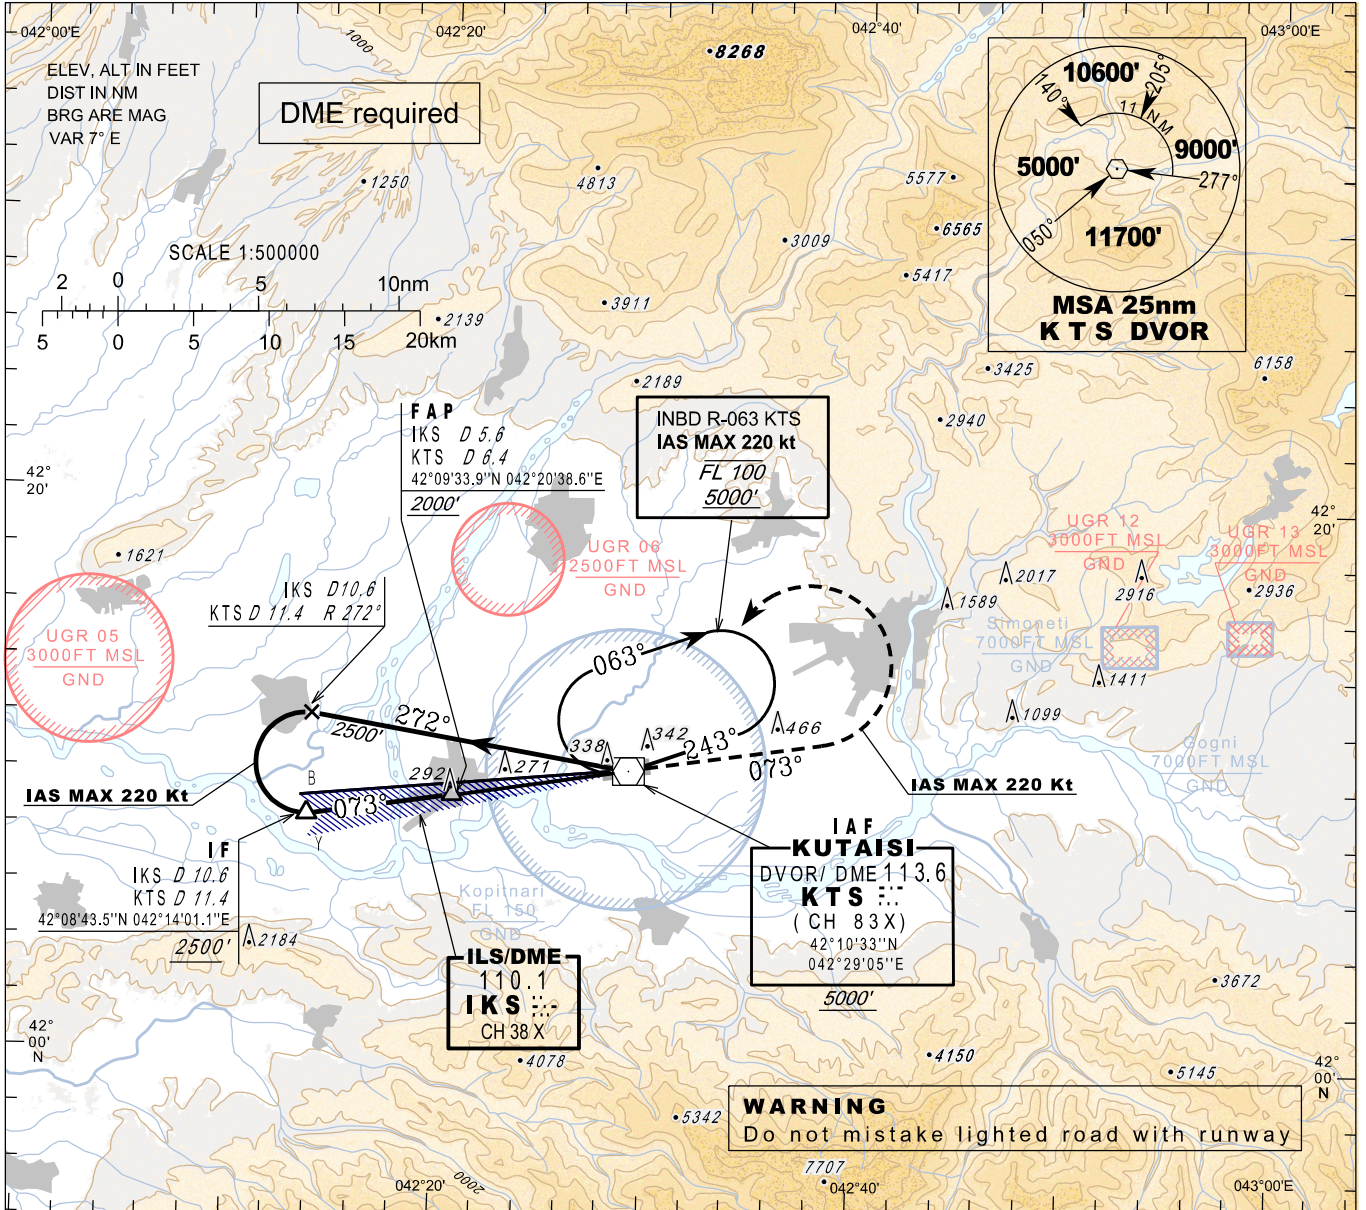 042°00'E
042°20'
042°40'
043°00'E
ELEV, ALT IN FEET
DIST IN NM
BRG ARE MAG
VAR 7° E
DME required
1000
8268
10600'
140°
205°
11 NM
9000'
5000'
277°
050°
11700'
MSA 25nm
KTS DVOR
1250
4813
5577
6565
3009
5417
3911
2139
SCALE 1:500000
2 0 5 10nm
5 0 5 10 15 20km
2189
3425
6158
2940
FAP
IKS D 5.6
KTS D 6.4
42°09'33.9"N 042°20'38.6"E
2000'
INBD R-063 KTS
IAS MAX 220 kt
FL 100
5000'
42°
20'
42°
20'
1621
UGR 06
2500FT MSL
GND
UGR 12
3000FT MSL
GND
UGR 13
3000FT MSL
GND
2017
2916
2936
1589
IKS D10.6
KTS D 11.4 R 272°
UGR 05
3000FT MSL
GND
Simoneti
7000FT MSL
GND
1411
1099
063°
272°
2500'
338
342
243°
466
073°
292
271
B
073°
Y
IAS MAX 220 Kt
IAS MAX 220 Kt
Gogni
7000FT MSL
GND
IF
IKS D 10.6
KTS D 11.4
42°08'43.5"N 042°14'01.1"E
2500'
2184
IAF
KUTAISI
DVOR/ DME 113.6
KTS
( CH 83X)
42°10'33"N
042°29'05"E
5000'
Kopitnari
FL 150
GND
ILS/DME
110.1
IKS
CH 38 X
3672
42°
00'
N
4078
4150
5145
42°
00'
N
5342
WARNING
Do not mistake lighted road with runway
7707
042°20'
2000
042°40'
043°00'E